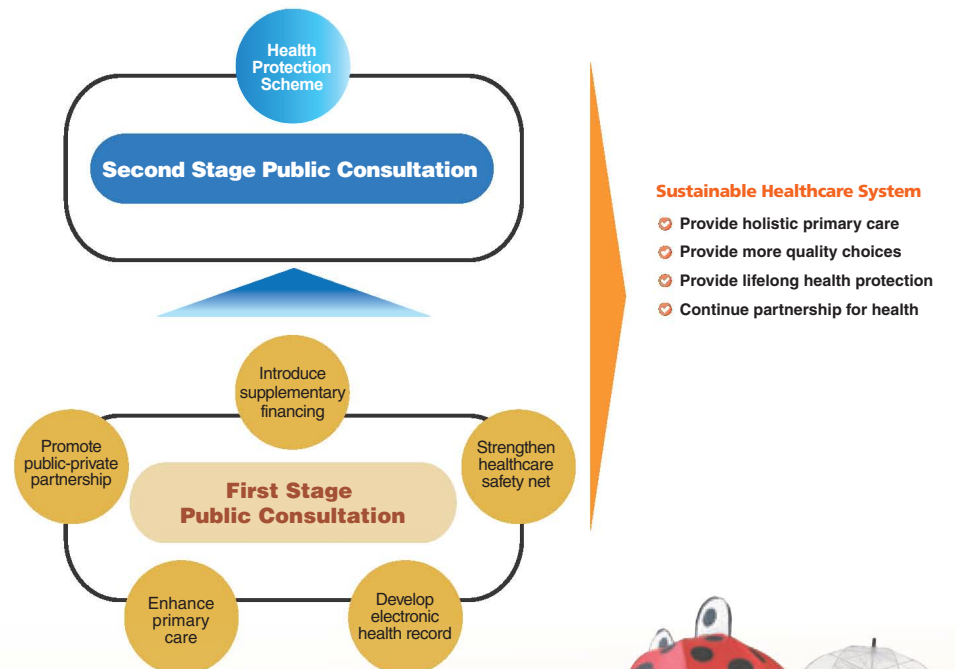 Health
Protection
Scheme
Second Stage Public Consultation
Introduce
supplementary
financing
Promote
public-private
partnership
Strengthen
healthcare
safety net
First Stage
Public Consultation
Enhance
primary
care
Develop
electronic
health record
Sustainable Healthcare System
Provide holistic primary care
Provide more quality choices
Provide lifelong health protection
Continue partnership for health